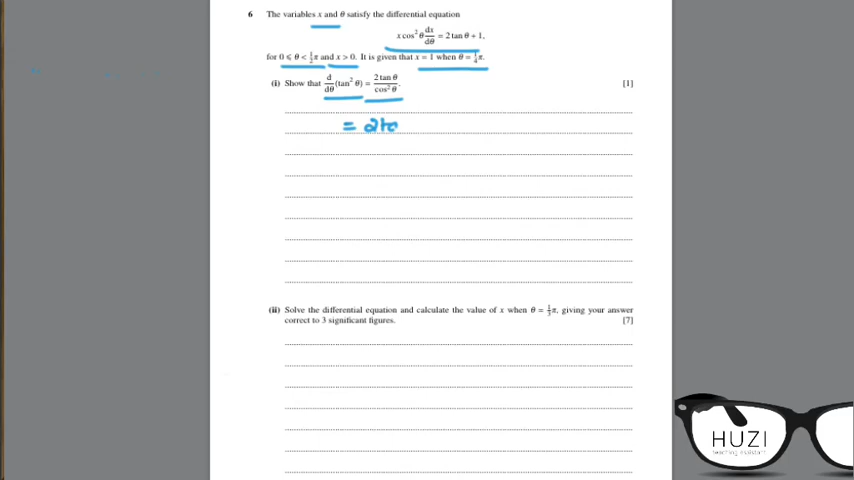 6 The variables x and θ satisfy the differential equation
x cos² θ dx/dθ = 2 tan θ + 1,
for 0 ⩽ θ < ½π and x > 0. It is given that x = 1 when θ = ¼π.
(i) Show that d/dθ (tan² θ) = 2 tan θ / cos² θ. [1]
= 2ta
(ii) Solve the differential equation and calculate the value of x when θ = ⅓π, giving your answer
correct to 3 significant figures. [7]
HUZI
teaching assistant